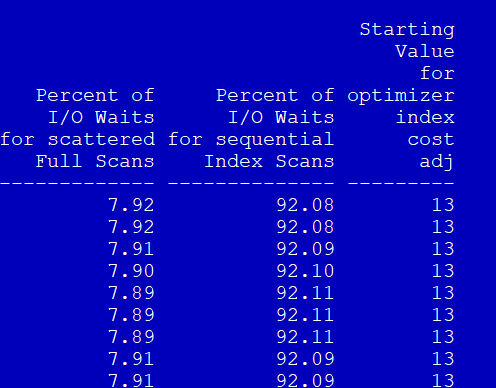 Starting
                                       Value
                                         for
   Percent of      Percent of optimizer
    I/O Waits       I/O Waits     index
for scattered  for sequential      cost
   Full Scans     Index Scans       adj
------------- -------------- ---------
         7.92          92.08        13
         7.92          92.08        13
         7.91          92.09        13
         7.90          92.10        13
         7.89          92.11        13
         7.89          92.11        13
         7.89          92.11        13
         7.91          92.09        13
         7.91          92.09        13